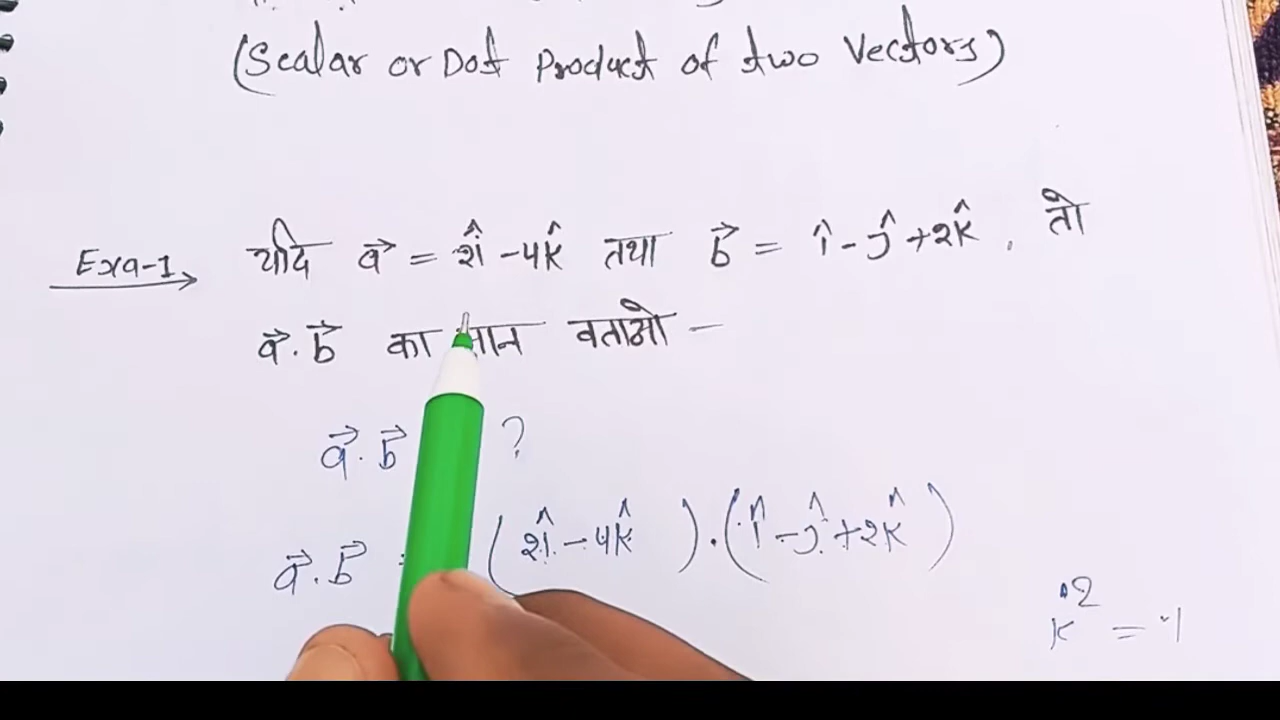 (Scalar or Dot Product of two Vectors)
Exa-1 → यदि a⃗ = 2î - 4k̂ तथा b⃗ = î - ĵ + 2k̂ , तो
a⃗ . b⃗ का मान बताओ -
a⃗ . b⃗ ?
a⃗ . b⃗ = (2î - 4k̂) . (î - ĵ + 2k̂)
k̂² = 1